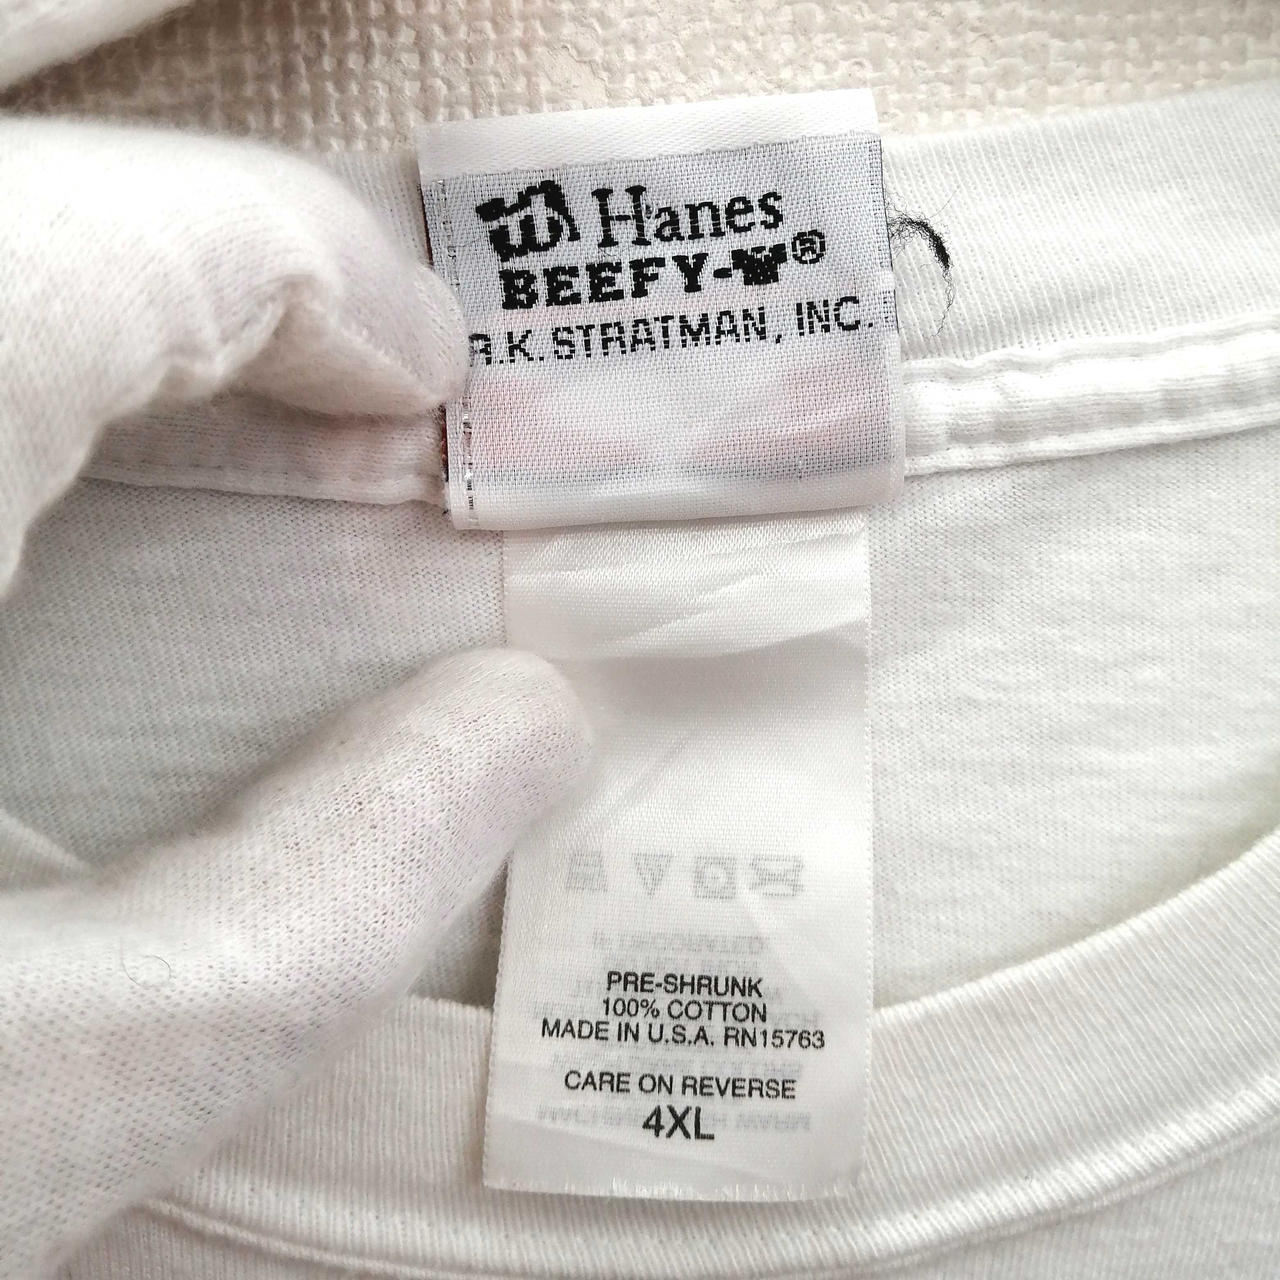 Hanes
BEEFY-®
R.K. STRATMAN, INC.
PRE-SHRUNK
100% COTTON
MADE IN U.S.A. RN15763
CARE ON REVERSE
4XL